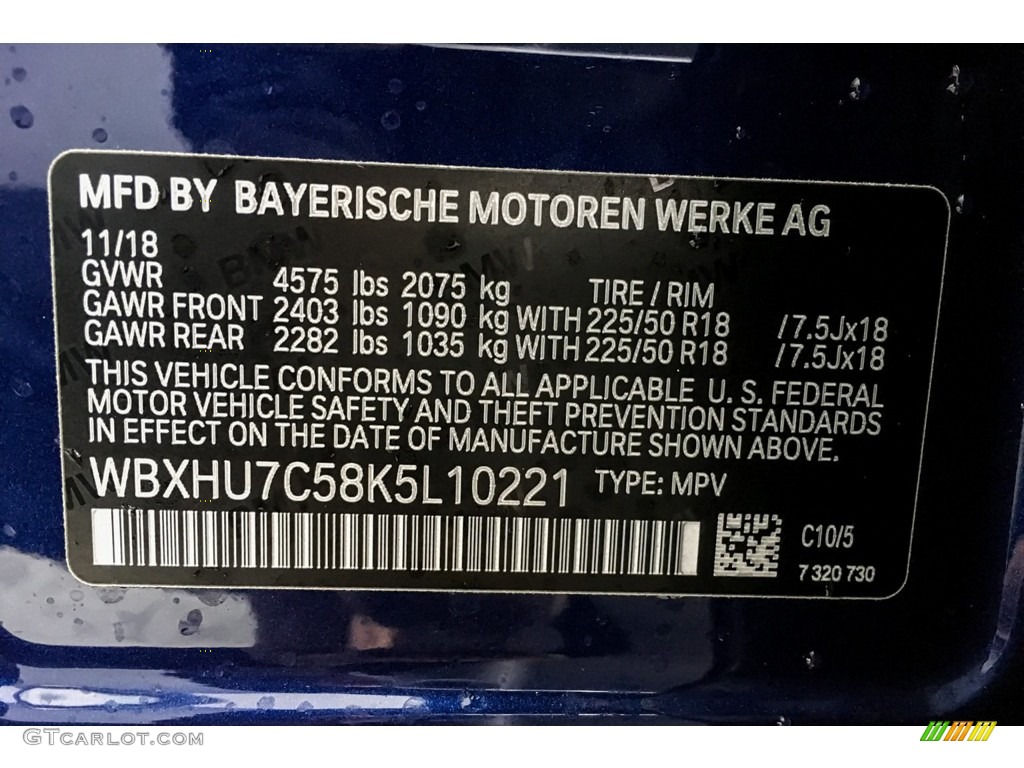 MFD BY BAYERISCHE MOTOREN WERKE AG
11/18
GVWR 4575 lbs 2075 kg TIRE / RIM
GAWR FRONT 2403 lbs 1090 kg WITH 225/50 R18 /7.5Jx18
GAWR REAR 2282 lbs 1035 kg WITH 225/50 R18 /7.5Jx18
THIS VEHICLE CONFORMS TO ALL APPLICABLE U. S. FEDERAL
MOTOR VEHICLE SAFETY AND THEFT PREVENTION STANDARDS
IN EFFECT ON THE DATE OF MANUFACTURE SHOWN ABOVE.
WBXHU7C58K5L10221 TYPE: MPV
C10/5
7 320 730
GTCarLot.com